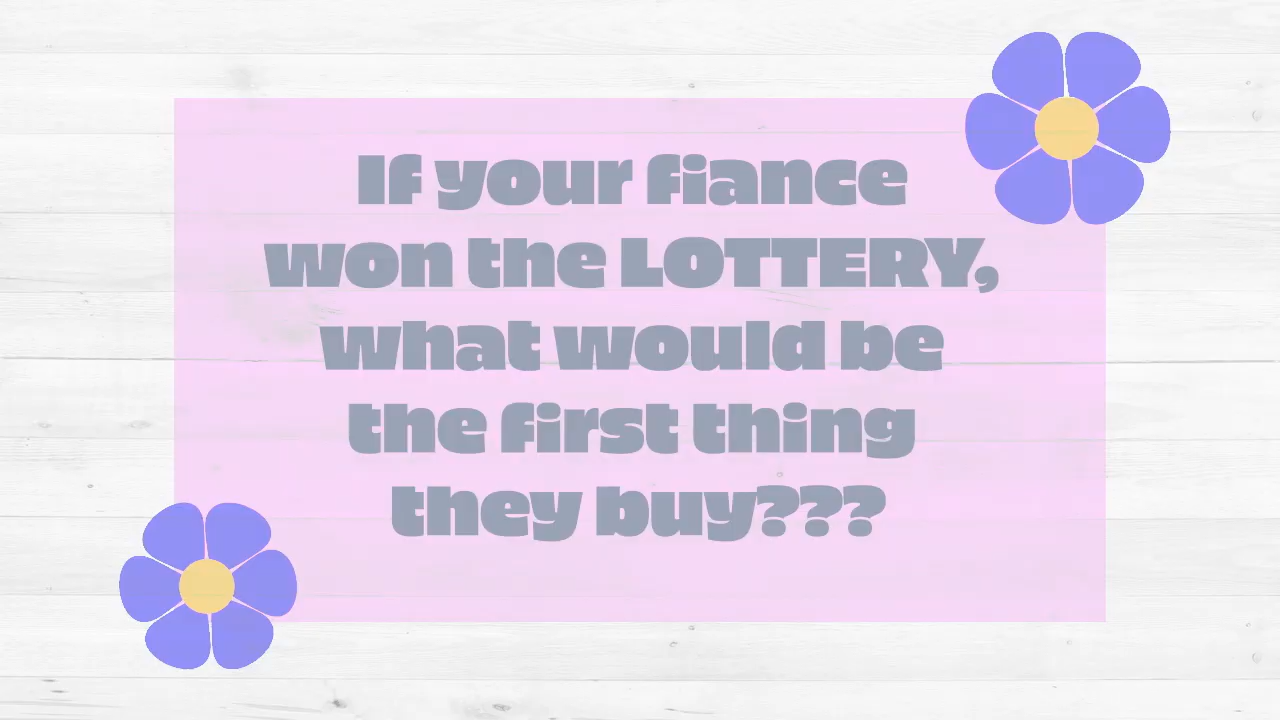 If your fiance
won the LOTTERY,
what would be
the first thing
they buy???